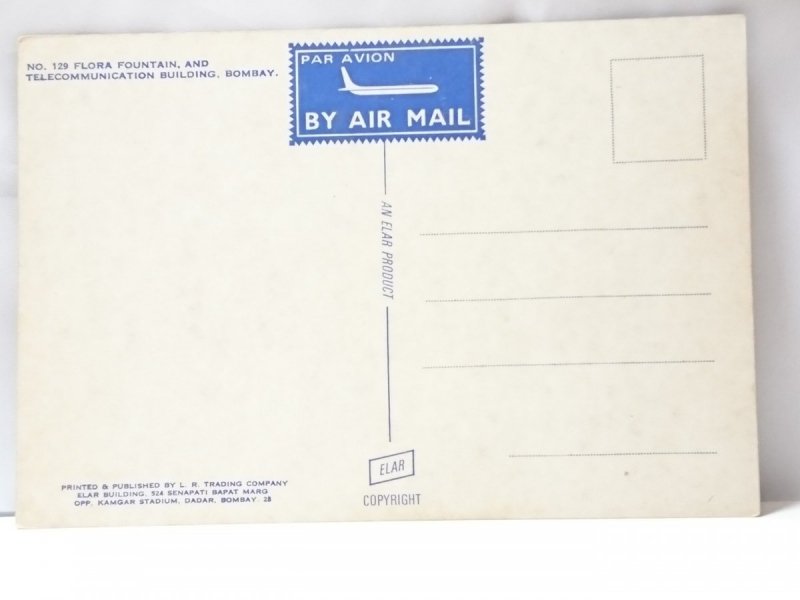 NO. 129 FLORA FOUNTAIN, AND
TELECOMMUNICATION BUILDING, BOMBAY.
PAR AVION
BY AIR MAIL
AN ELAR PRODUCT
PRINTED & PUBLISHED BY L. R. TRADING COMPANY
ELAR BUILDING, 524 SENAPATI BAPAT MARG
OPP. KAMGAR STADIUM, DADAR, BOMBAY 28
ELAR
COPYRIGHT